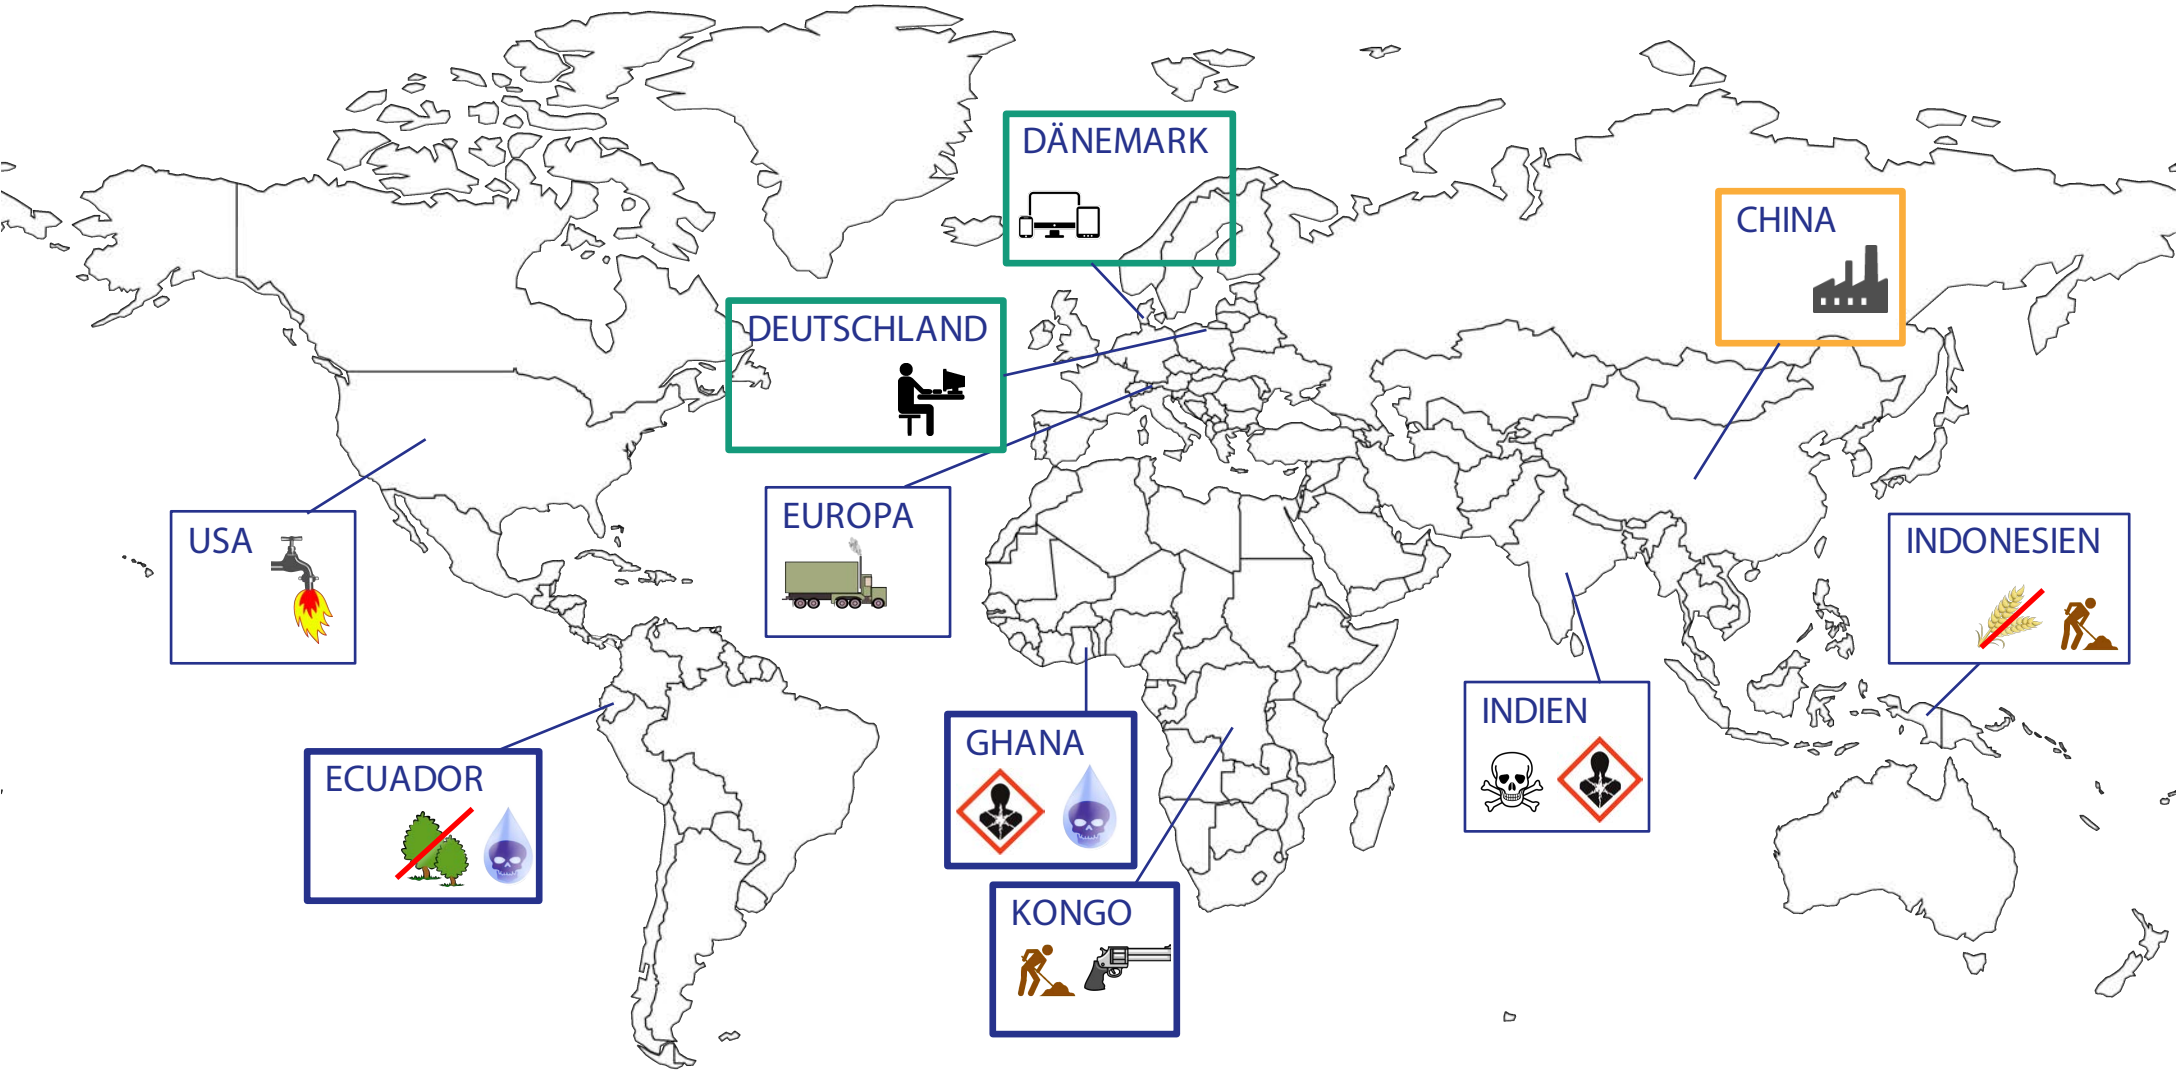 DÄNEMARK
CHINA
DEUTSCHLAND
EUROPA
USA
INDONESIEN
INDIEN
GHANA
ECUADOR
KONGO